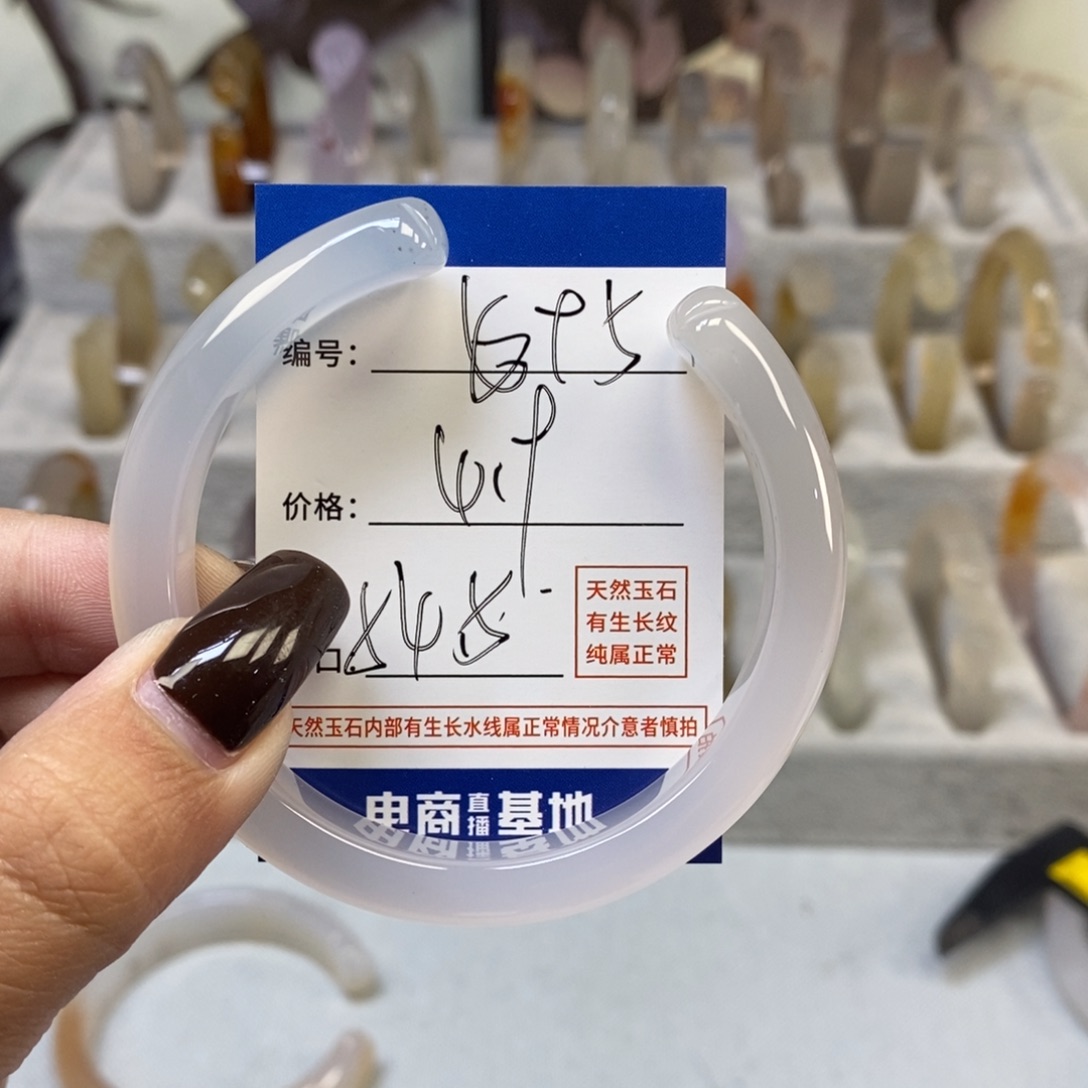 编号：
价格：
口：
天然玉石
有生长纹
纯属正常
天然玉石内部有生长水线属正常情况介意者慎拍
电商直播基地